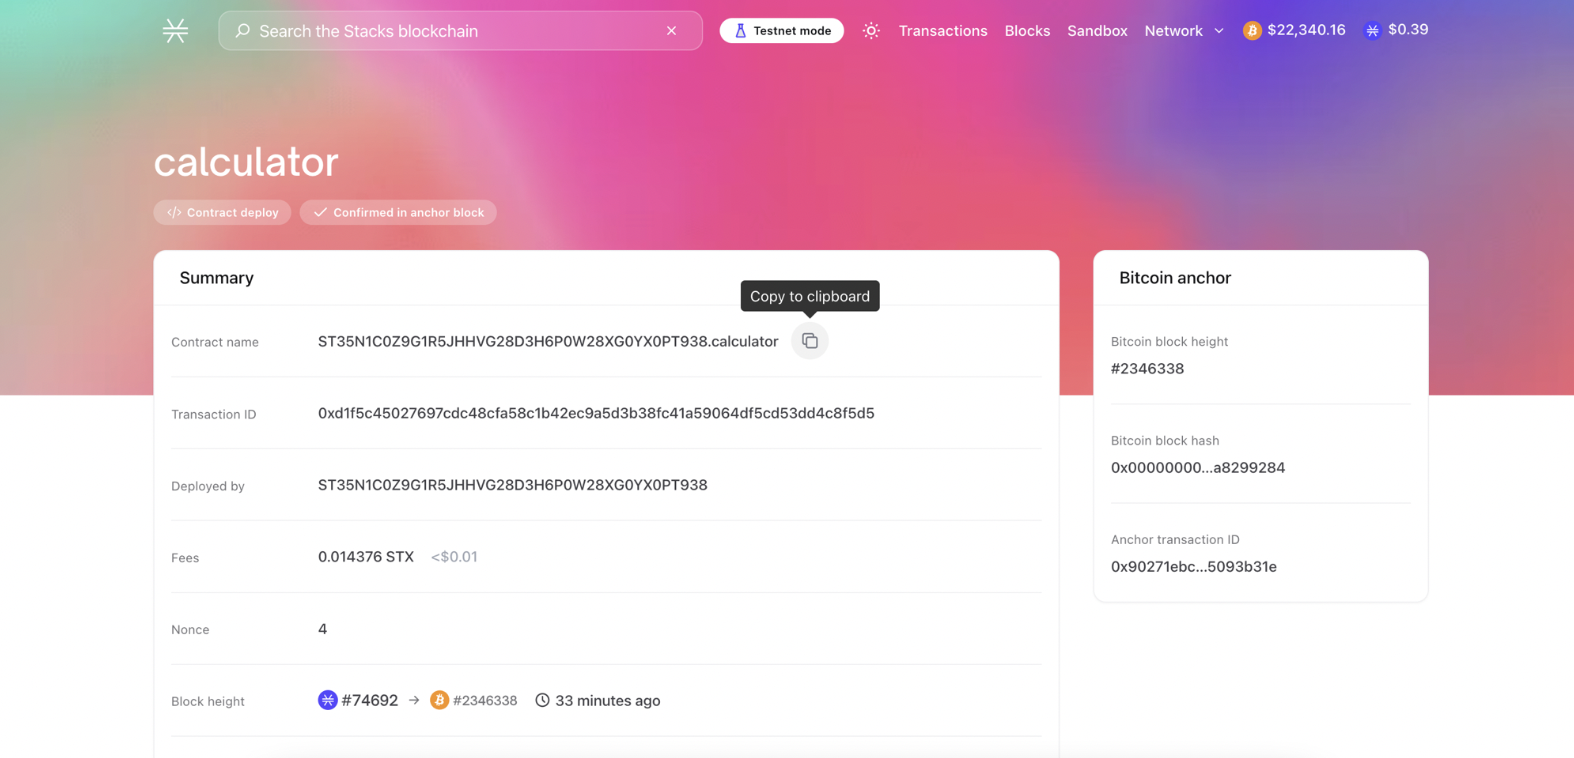 Search the Stacks blockchain
Testnet mode
Transactions
Blocks
Sandbox
Network
$22,340.16
$0.39
calculator
</> Contract deploy
Confirmed in anchor block
Summary
Copy to clipboard
Contract name
ST35N1C0Z9G1R5JHHVG28D3H6P0W28XG0YX0PT938.calculator
Transaction ID
0xd1f5c45027697cdc48cfa58c1b42ec9a5d3b38fc41a59064df5cd53dd4c8f5d5
Deployed by
ST35N1C0Z9G1R5JHHVG28D3H6P0W28XG0YX0PT938
Fees
0.014376 STX <$0.01
Nonce
4
Block height
#74692 → #2346338 33 minutes ago
Bitcoin anchor
Bitcoin block height
#2346338
Bitcoin block hash
0x00000000...a8299284
Anchor transaction ID
0x90271ebc...5093b31e